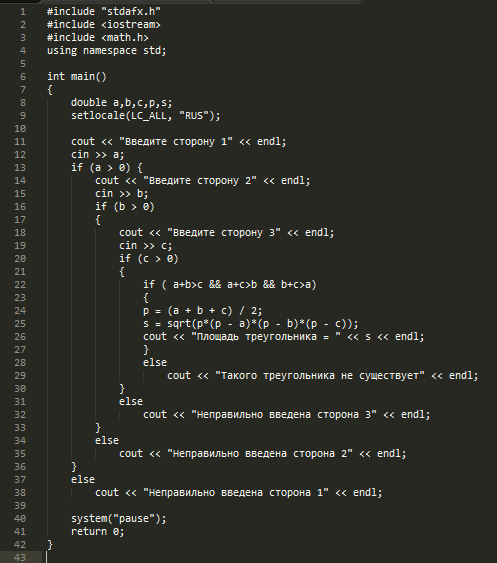 1 #include "stdafx.h"
2 #include <iostream>
3 #include <math.h>
4 using namespace std;
5
6 int main()
7 {
8 double a,b,c,p,s;
9 setlocale(LC_ALL, "RUS");
10
11 cout << "Введите сторону 1" << endl;
12 cin >> a;
13 if (a > 0) {
14 cout << "Введите сторону 2" << endl;
15 cin >> b;
16 if (b > 0)
17 {
18 cout << "Введите сторону 3" << endl;
19 cin >> c;
20 if (c > 0)
21 {
22 if ( a+b>c && a+c>b && b+c>a)
23 {
24 p = (a + b + c) / 2;
25 s = sqrt(p*(p - a)*(p - b)*(p - c));
26 cout << "Площадь треугольника = " << s << endl;
27 }
28 else
29 cout << "Такого треугольника не существует" << endl;
30 }
31 else
32 cout << "Неправильно введена сторона 3" << endl;
33 }
34 else
35 cout << "Неправильно введена сторона 2" << endl;
36 }
37 else
38 cout << "Неправильно введена сторона 1" << endl;
39
40 system("pause");
41 return 0;
42 }
43